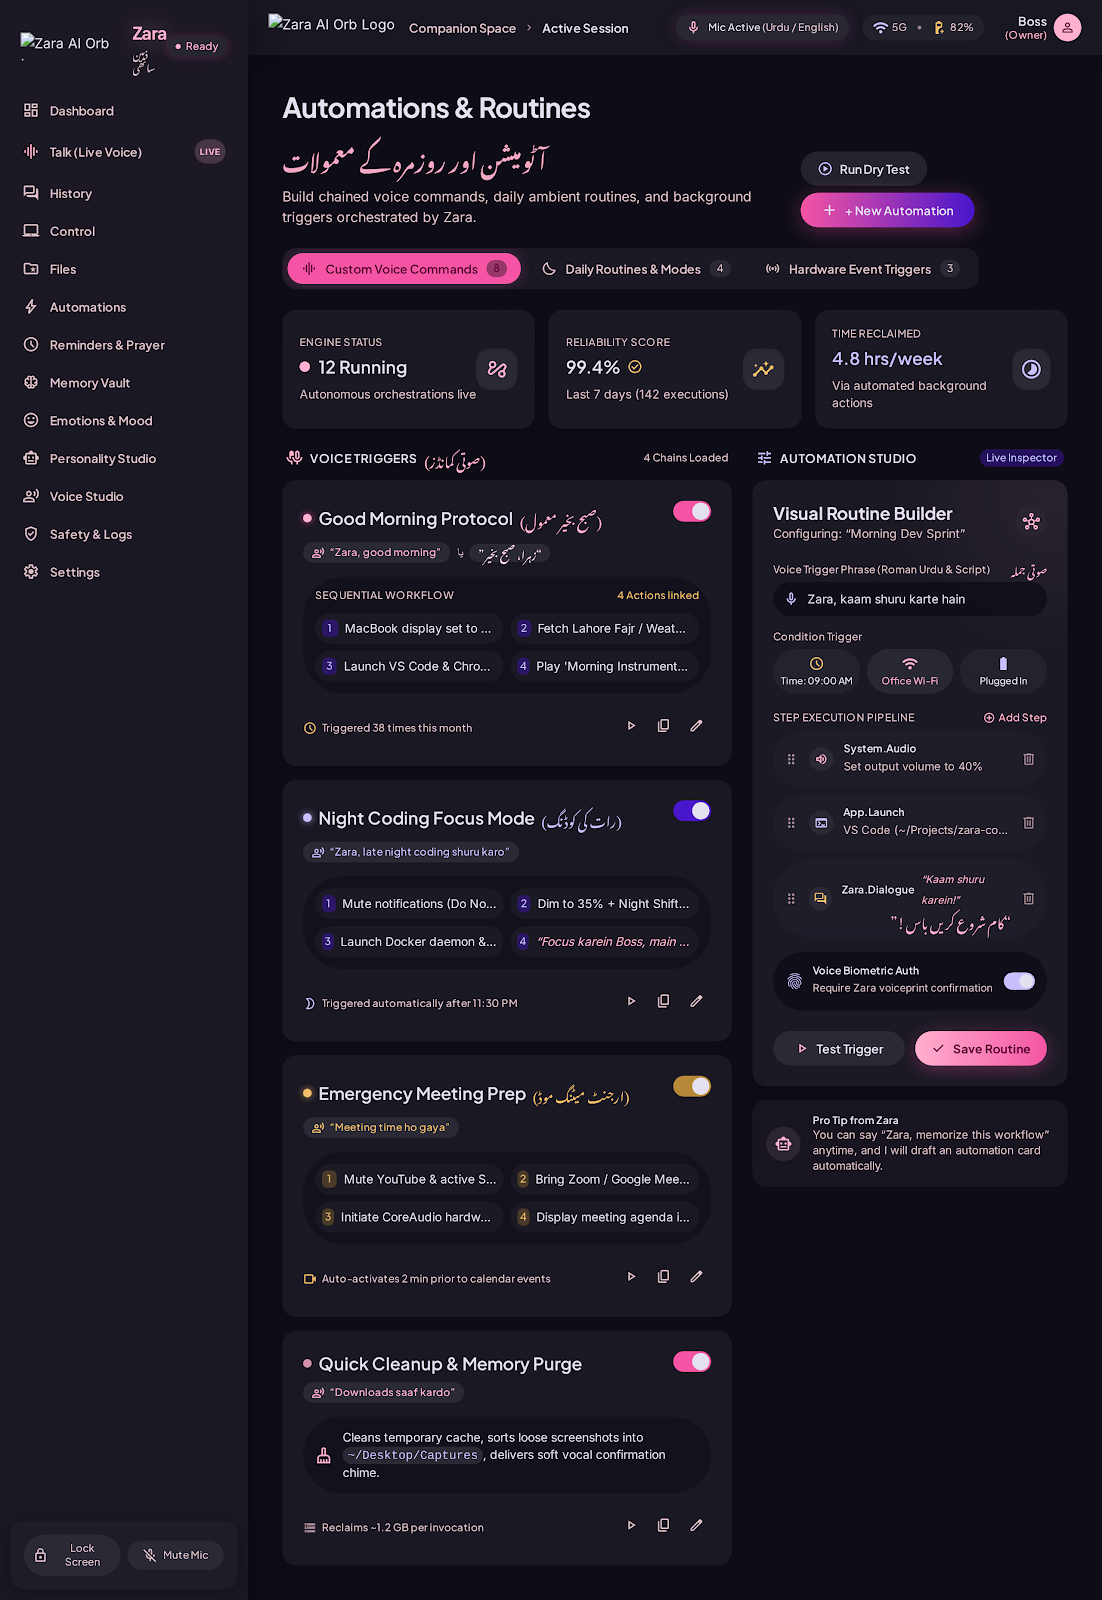 Zara AI Orb
Zara
فیمیل ساتھی
Ready
Dashboard
Talk (Live Voice)
LIVE
History
Control
Files
Automations
Reminders & Prayer
Memory Vault
Emotions & Mood
Personality Studio
Voice Studio
Safety & Logs
Settings
Lock Screen
Mute Mic
Zara AI Orb Logo
Companion Space › Active Session
Mic Active (Urdu / English)
5G • 82%
Boss
(Owner)
Automations & Routines
آٹومیشن اور روزمرہ کے معمولات
Build chained voice commands, daily ambient routines, and background
triggers orchestrated by Zara.
Run Dry Test
+ New Automation
Custom Voice Commands 8
Daily Routines & Modes 4
Hardware Event Triggers 3
ENGINE STATUS
12 Running
Autonomous orchestrations live
RELIABILITY SCORE
99.4%
Last 7 days (142 executions)
TIME RECLAIMED
4.8 hrs/week
Via automated background
actions
VOICE TRIGGERS (صوتی کمانڈز)
4 Chains Loaded
Good Morning Protocol (صبح بخیر معمول)
“Zara, good morning” یا “زہرا، صبح بخیر”
SEQUENTIAL WORKFLOW
4 Actions linked
1 MacBook display set to ...
2 Fetch Lahore Fajr / Weat...
3 Launch VS Code & Chro...
4 Play 'Morning Instrument...
Triggered 38 times this month
Night Coding Focus Mode (رات کی کوڈنگ)
“Zara, late night coding shuru karo”
1 Mute notifications (Do No...
2 Dim to 35% + Night Shift...
3 Launch Docker daemon &...
4 “Focus karein Boss, main ...
Triggered automatically after 11:30 PM
Emergency Meeting Prep (ارجنٹ میٹنگ موڈ)
“Meeting time ho gaya”
1 Mute YouTube & active S...
2 Bring Zoom / Google Mee...
3 Initiate CoreAudio hardw...
4 Display meeting agenda i...
Auto-activates 2 min prior to calendar events
Quick Cleanup & Memory Purge
“Downloads saaf kardo”
Cleans temporary cache, sorts loose screenshots into
~/Desktop/Captures, delivers soft vocal confirmation
chime.
Reclaims ~1.2 GB per invocation
AUTOMATION STUDIO
Live Inspector
Visual Routine Builder
Configuring: “Morning Dev Sprint”
Voice Trigger Phrase (Roman Urdu & Script)
صوتی جملہ
Zara, kaam shuru karte hain
Condition Trigger
Time: 09:00 AM
Office Wi-Fi
Plugged In
STEP EXECUTION PIPELINE
Add Step
System.Audio
Set output volume to 40%
App.Launch
VS Code (~/Projects/zara-co...
Zara.Dialogue
“Kaam shuru
karein!”
“کام شروع کریں باس!”
Voice Biometric Auth
Require Zara voiceprint confirmation
Test Trigger
Save Routine
Pro Tip from Zara
You can say “Zara, memorize this workflow”
anytime, and I will draft an automation card
automatically.